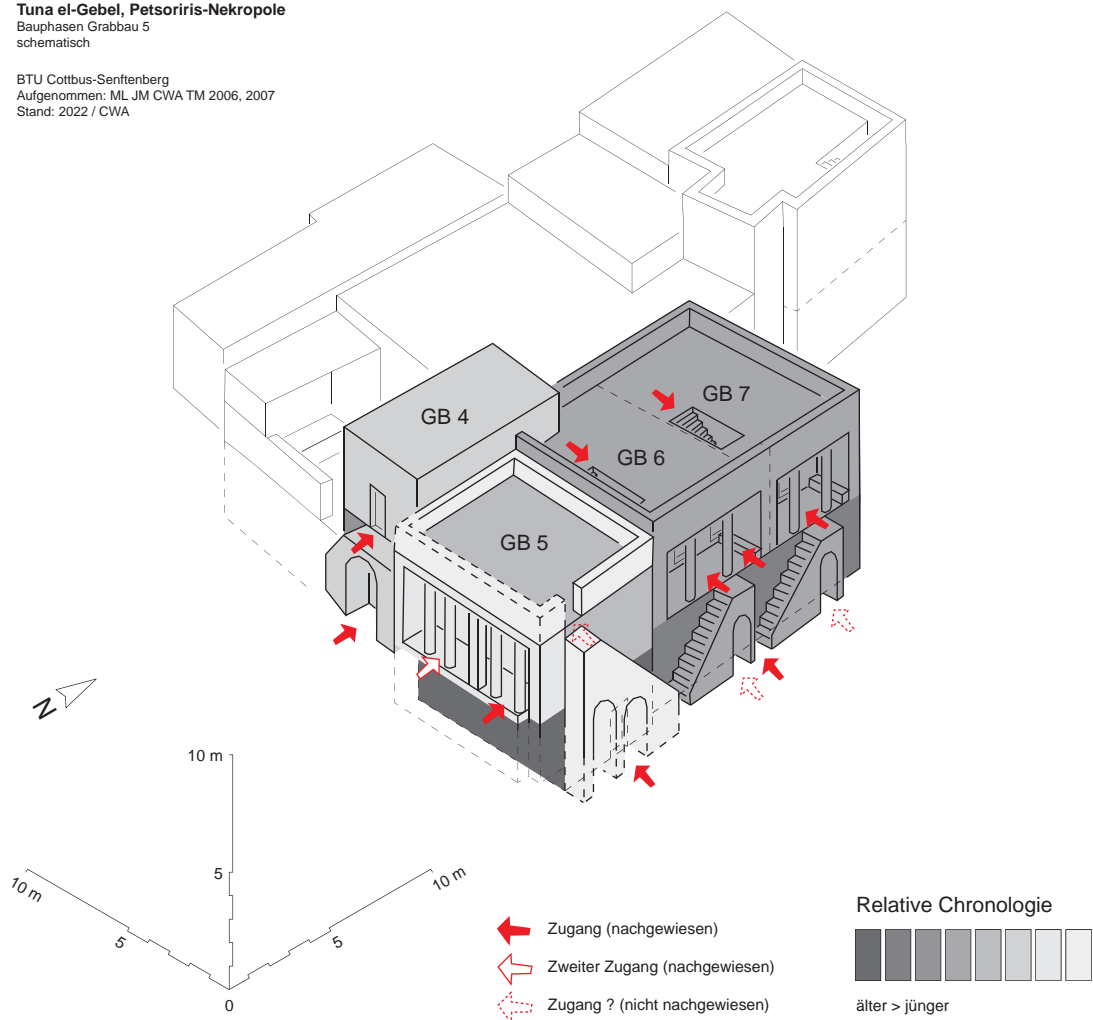 Tuna el-Gebel, Petsoriris-Nekropole
Bauphasen Grabbau 5
schematisch
BTU Cottbus-Senftenberg
Aufgenommen: ML JM CWA TM 2006, 2007
Stand: 2022 / CWA
GB 7
GB 4
GB 6
GB 5
N
10 m
5
10 m
10 m
5
5
0
Zugang (nachgewiesen)
Zweiter Zugang (nachgewiesen)
Zugang ? (nicht nachgewiesen)
Relative Chronologie
älter > jünger